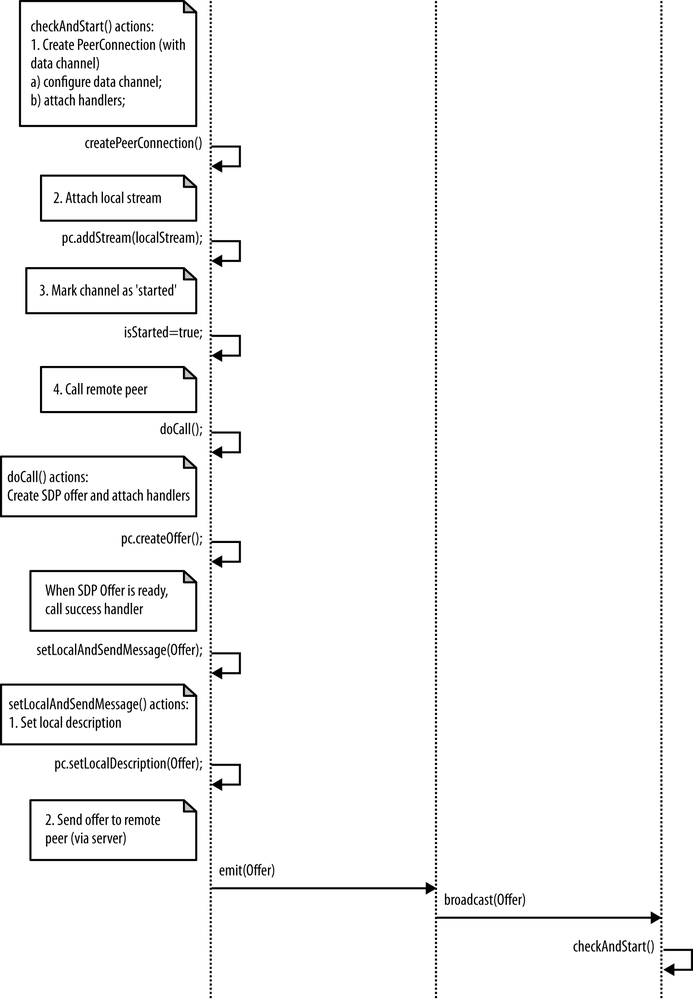 checkAndStart() actions:
1. Create PeerConnection (with
data channel)
a) configure data channel;
b) attach handlers;
createPeerConnection()
2. Attach local stream
pc.addStream(localStream);
3. Mark channel as 'started'
isStarted=true;
4. Call remote peer
doCall();
doCall() actions:
Create SDP offer and attach handlers
pc.createOffer();
When SDP Offer is ready,
call success handler
setLocalAndSendMessage(Offer);
setLocalAndSendMessage() actions:
1. Set local description
pc.setLocalDescription(Offer);
2. Send offer to remote
peer (via server)
emit(Offer)
broadcast(Offer)
checkAndStart()